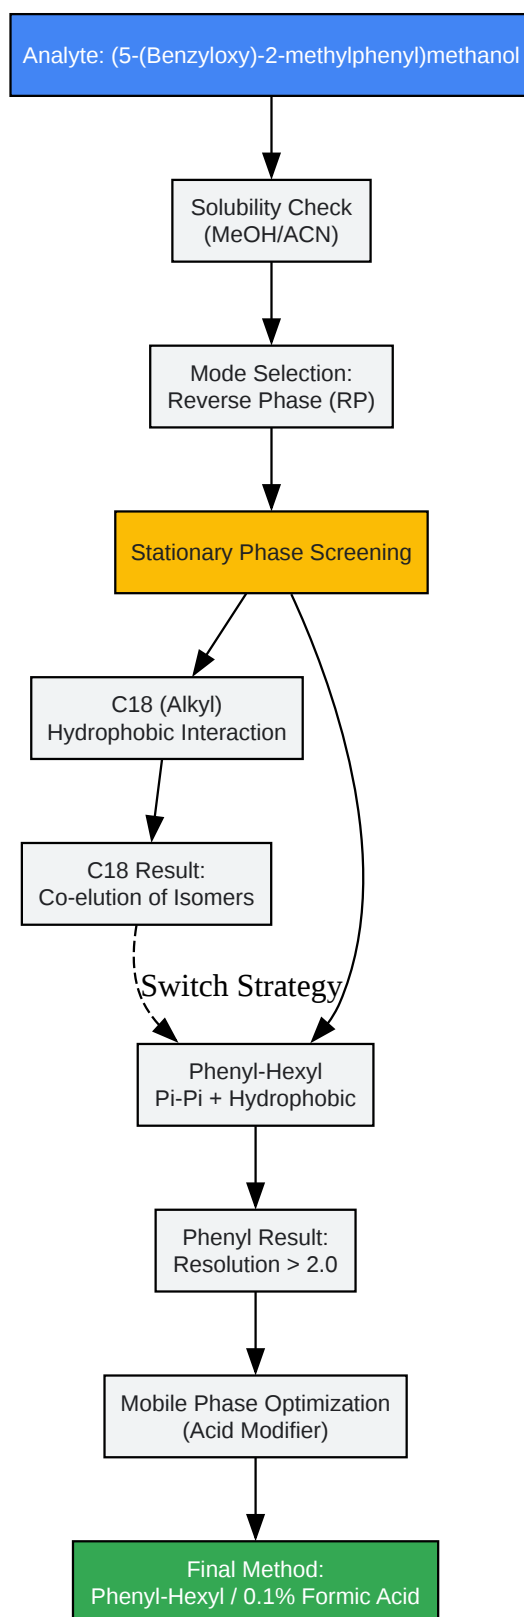 Analyte: (5-(Benzyloxy)-2-methylphenyl)methanol
Solubility Check
(MeOH/ACN)
Mode Selection:
Reverse Phase (RP)
Stationary Phase Screening
C18 (Alkyl)
Hydrophobic Interaction
C18 Result:
Co-elution of Isomers
Switch Strategy
Phenyl-Hexyl
Pi-Pi + Hydrophobic
Phenyl Result:
Resolution > 2.0
Mobile Phase Optimization
(Acid Modifier)
Final Method:
Phenyl-Hexyl / 0.1% Formic Acid